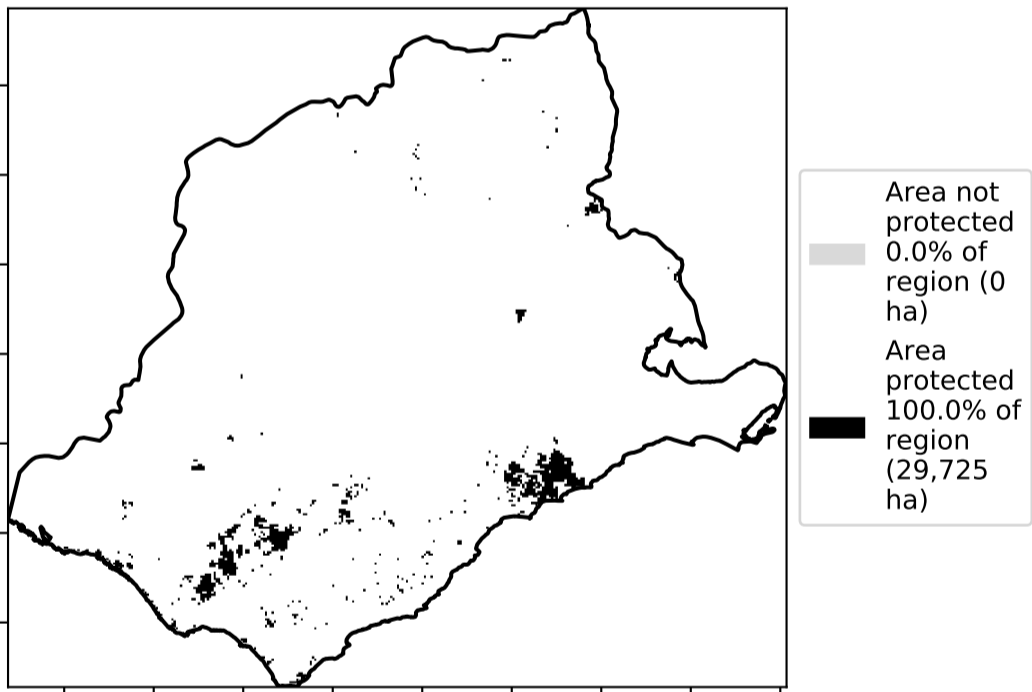 Area not
protected
0.0% of
region (0
ha)
Area
protected
100.0% of
region
(29,725
ha)